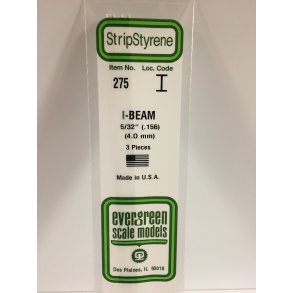 StripStyrene
Item No. Loc. Code
275
I-BEAM
5/32" (.156)
(4.0 mm)
3 Pieces
Made in U.S.A.
evergreen
scale models
Des Plaines, IL 60018